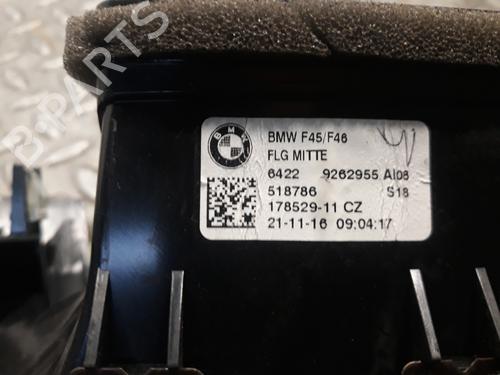 B-PARTS
BMW
BMW F45/F46
FLG MITTE
6422 9262955 AI08
518786 S18
178529-11 CZ
21-11-16 09:04:17